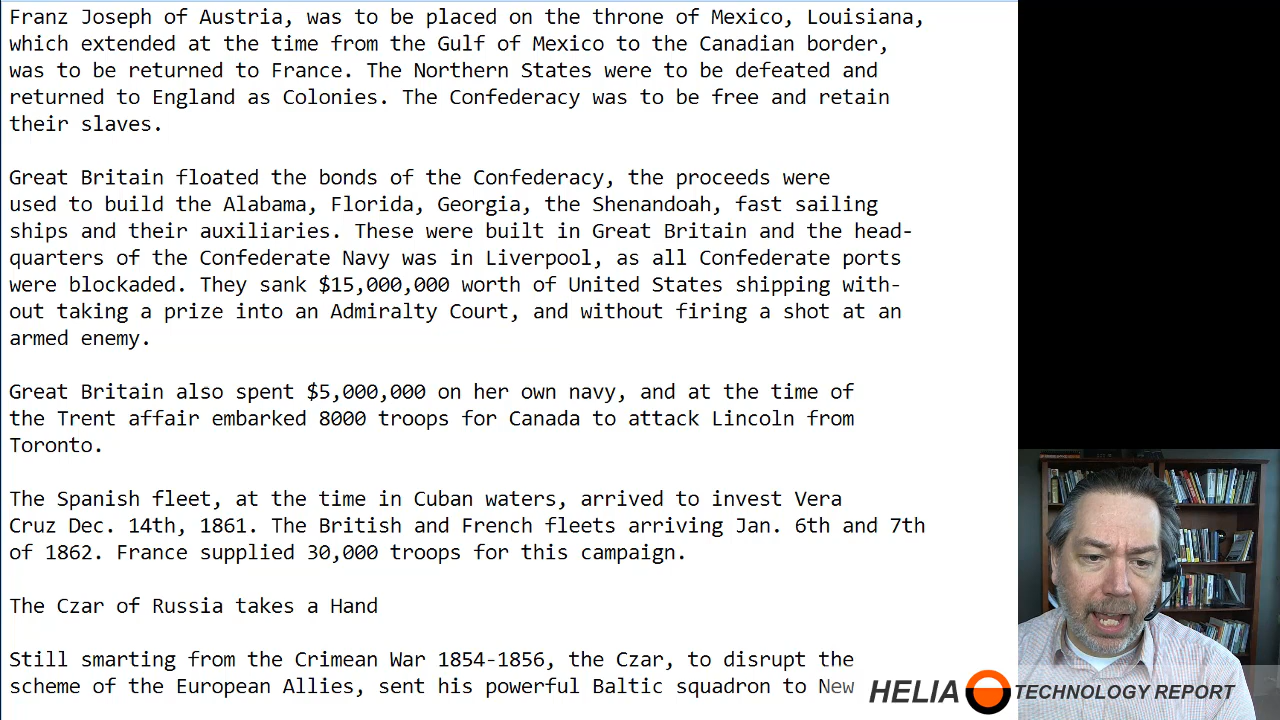 Franz Joseph of Austria, was to be placed on the throne of Mexico, Louisiana,
which extended at the time from the Gulf of Mexico to the Canadian border,
was to be returned to France. The Northern States were to be defeated and
returned to England as Colonies. The Confederacy was to be free and retain
their slaves.
Great Britain floated the bonds of the Confederacy, the proceeds were
used to build the Alabama, Florida, Georgia, the Shenandoah, fast sailing
ships and their auxiliaries. These were built in Great Britain and the head-
quarters of the Confederate Navy was in Liverpool, as all Confederate ports
were blockaded. They sank $15,000,000 worth of United States shipping with-
out taking a prize into an Admiralty Court, and without firing a shot at an
armed enemy.
Great Britain also spent $5,000,000 on her own navy, and at the time of
the Trent affair embarked 8000 troops for Canada to attack Lincoln from
Toronto.
The Spanish fleet, at the time in Cuban waters, arrived to invest Vera
Cruz Dec. 14th, 1861. The British and French fleets arriving Jan. 6th and 7th
of 1862. France supplied 30,000 troops for this campaign.
The Czar of Russia takes a Hand
Still smarting from the Crimean War 1854-1856, the Czar, to disrupt the
scheme of the European Allies, sent his powerful Baltic squadron to New
HELIA TECHNOLOGY REPORT